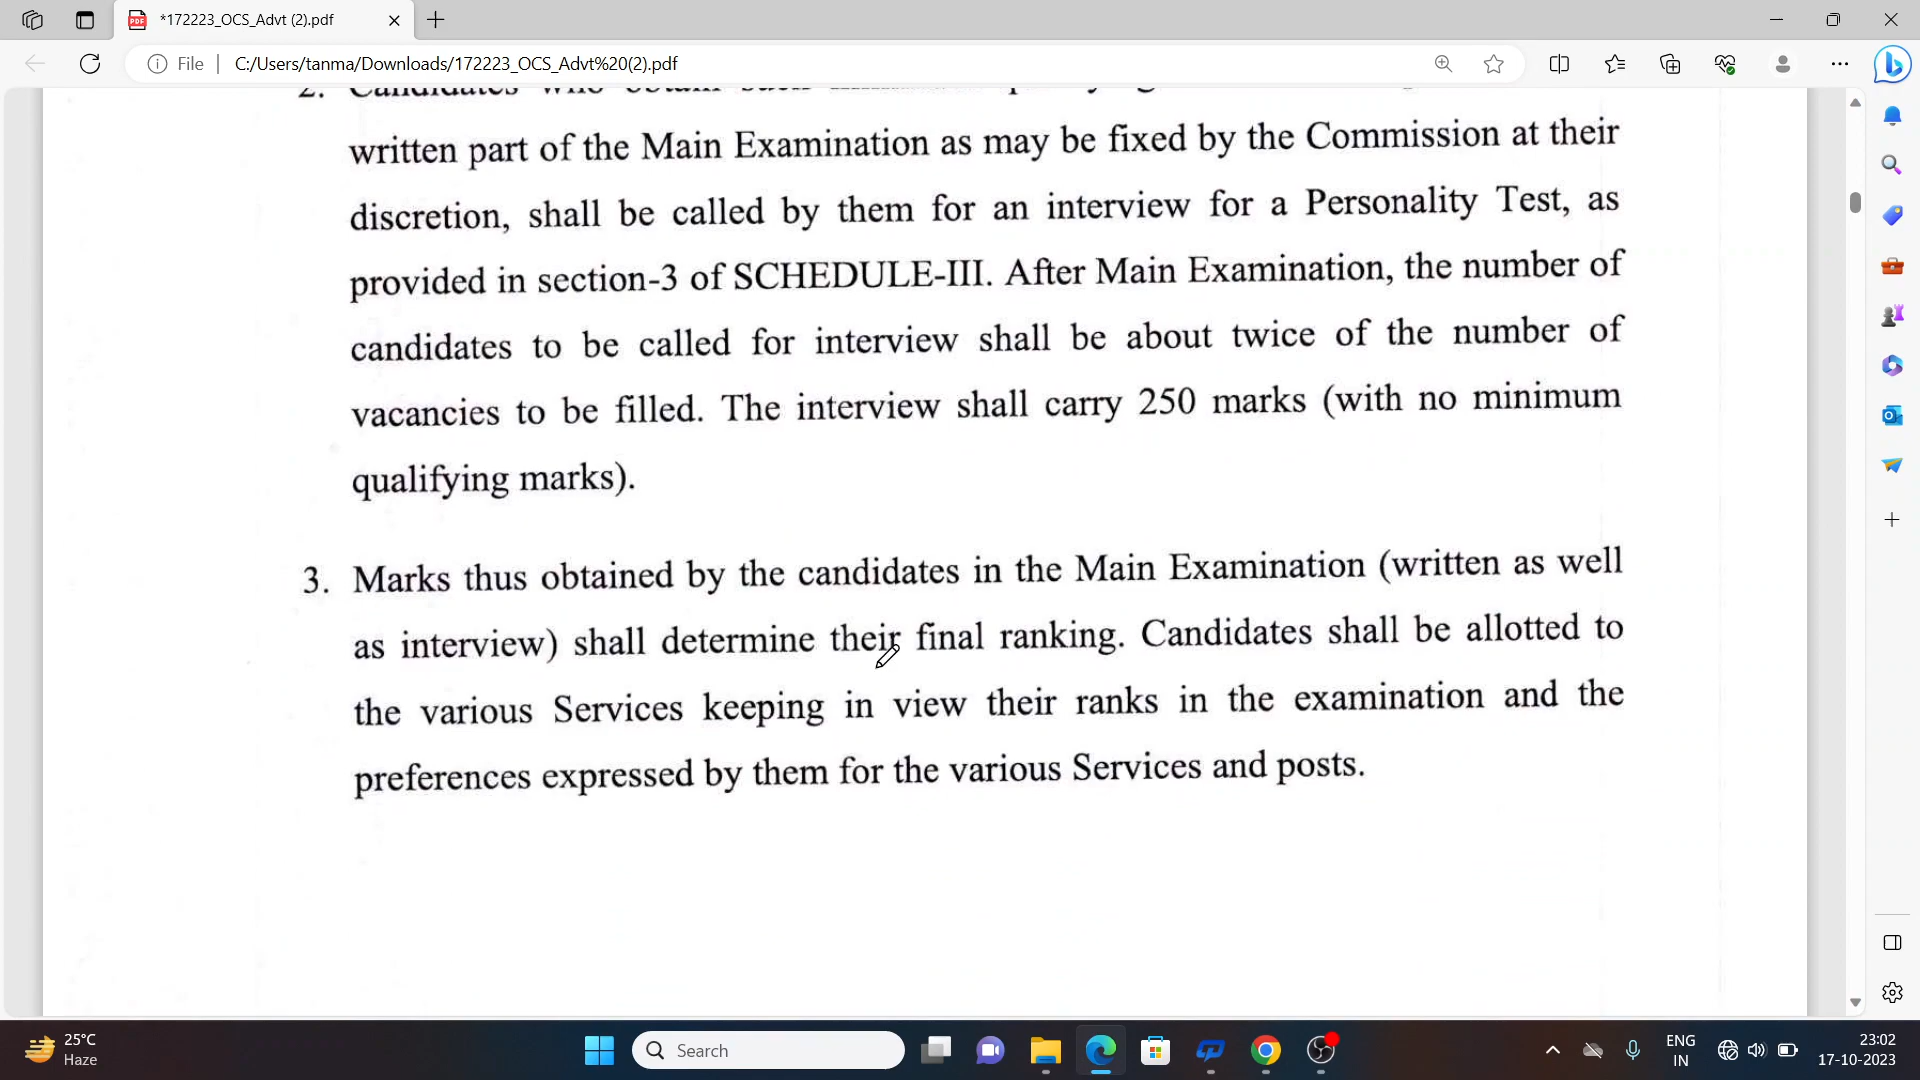 *172223_OCS_Advt (2).pdf
File
C:/Users/tanma/Downloads/172223_OCS_Advt%20(2).pdf
2. Candidates who obtain such
written part of the Main Examination as may be fixed by the Commission at their
discretion, shall be called by them for an interview for a Personality Test, as
provided in section-3 of SCHEDULE-III. After Main Examination, the number of
candidates to be called for interview shall be about twice of the number of
vacancies to be filled. The interview shall carry 250 marks (with no minimum
qualifying marks).
3. Marks thus obtained by the candidates in the Main Examination (written as well
as interview) shall determine their final ranking. Candidates shall be allotted to
the various Services keeping in view their ranks in the examination and the
preferences expressed by them for the various Services and posts.
25°C
Haze
Search
ENG
IN
23:02
17-10-2023